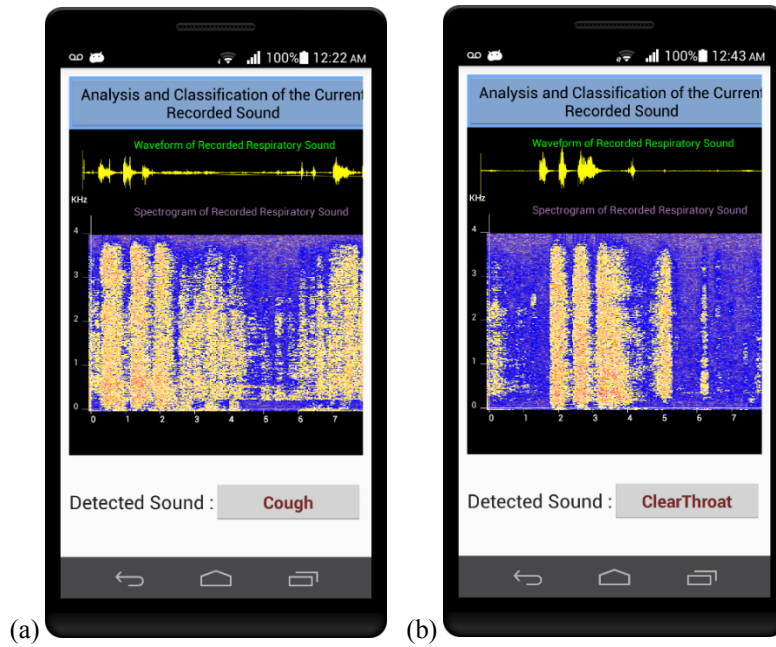 100% 12:22 AM
Analysis and Classification of the Current
Recorded Sound
Waveform of Recorded Respiratory Sound
KHz
Spectrogram of Recorded Respiratory Sound
4
3
2
1
0
0 1 2 3 4 5 6 7
Detected Sound : Cough
(a)
100% 12:43 AM
Analysis and Classification of the Current
Recorded Sound
Waveform of Recorded Respiratory Sound
KHz
Spectrogram of Recorded Respiratory Sound
4
3
2
1
0
0 1 2 3 4 5 6 7
Detected Sound : ClearThroat
(b)